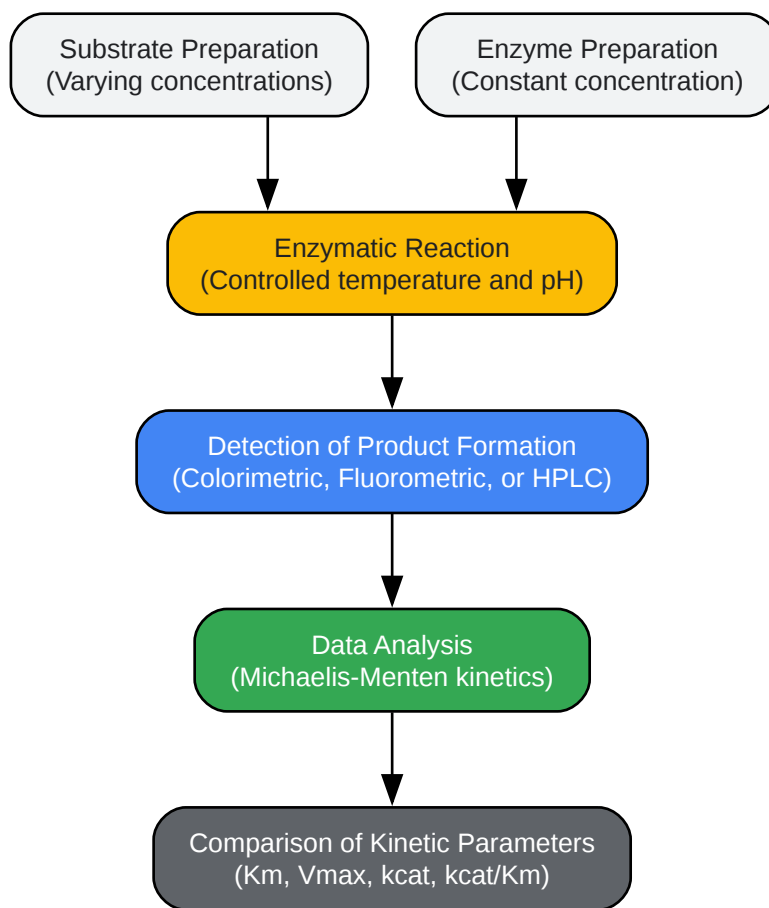 Substrate Preparation
(Varying concentrations)
Enzyme Preparation
(Constant concentration)
Enzymatic Reaction
(Controlled temperature and pH)
Detection of Product Formation
(Colorimetric, Fluorometric, or HPLC)
Data Analysis
(Michaelis-Menten kinetics)
Comparison of Kinetic Parameters
(Km, Vmax, kcat, kcat/Km)